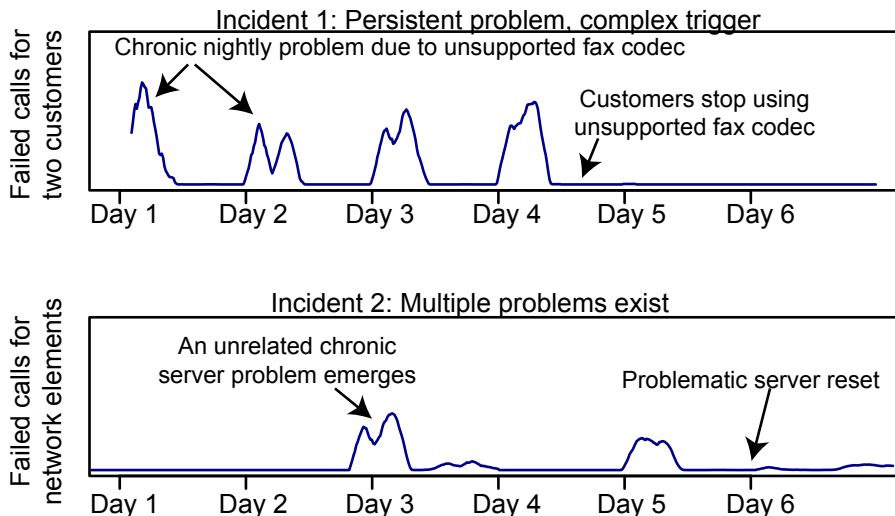 Incident 1: Persistent problem, complex trigger
Failed calls for
two customers
Chronic nightly problem due to unsupported fax codec
Customers stop using
unsupported fax codec
Day 1 Day 2 Day 3 Day 4 Day 5 Day 6
Incident 2: Multiple problems exist
Failed calls for
network elements
An unrelated chronic
server problem emerges
Problematic server reset
Day 1 Day 2 Day 3 Day 4 Day 5 Day 6